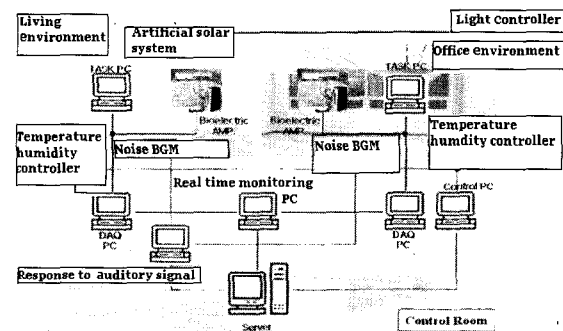 Living
environment
Artificial solar
system
Light Controller
Office environment
TASK PC
TASK PC
Bioelectric
AMP
Bioelectric
AMP
Temperature
humidity
controller
Noise BGM
Noise BGM
Temperature
humdity
controller
Real time monitoring
PC
Control PC
DAQ
PC
DAQ
PC
Response to auditory signal
Server
Control Room